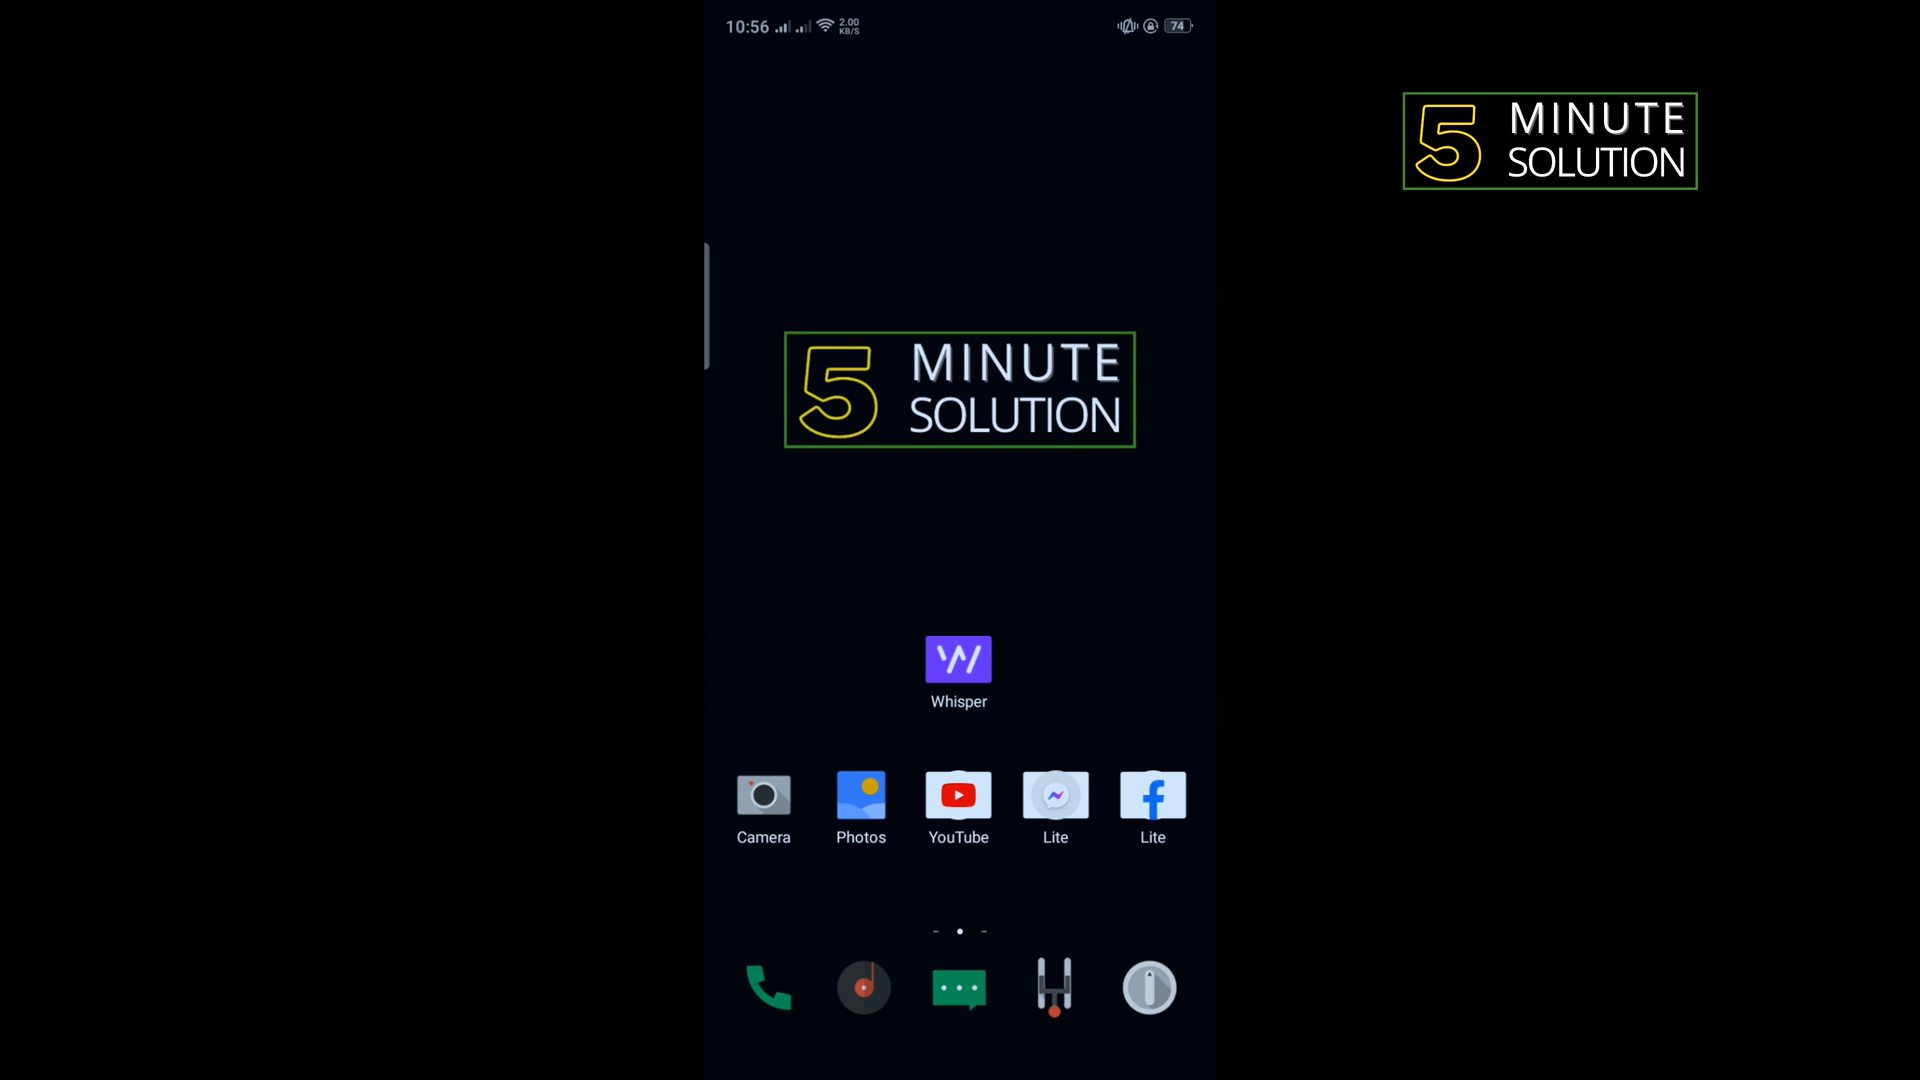 10:56 2.00 KB/S 74
5 MINUTE
SOLUTION
5 MINUTE
SOLUTION
Whisper
Camera Photos YouTube Lite Lite